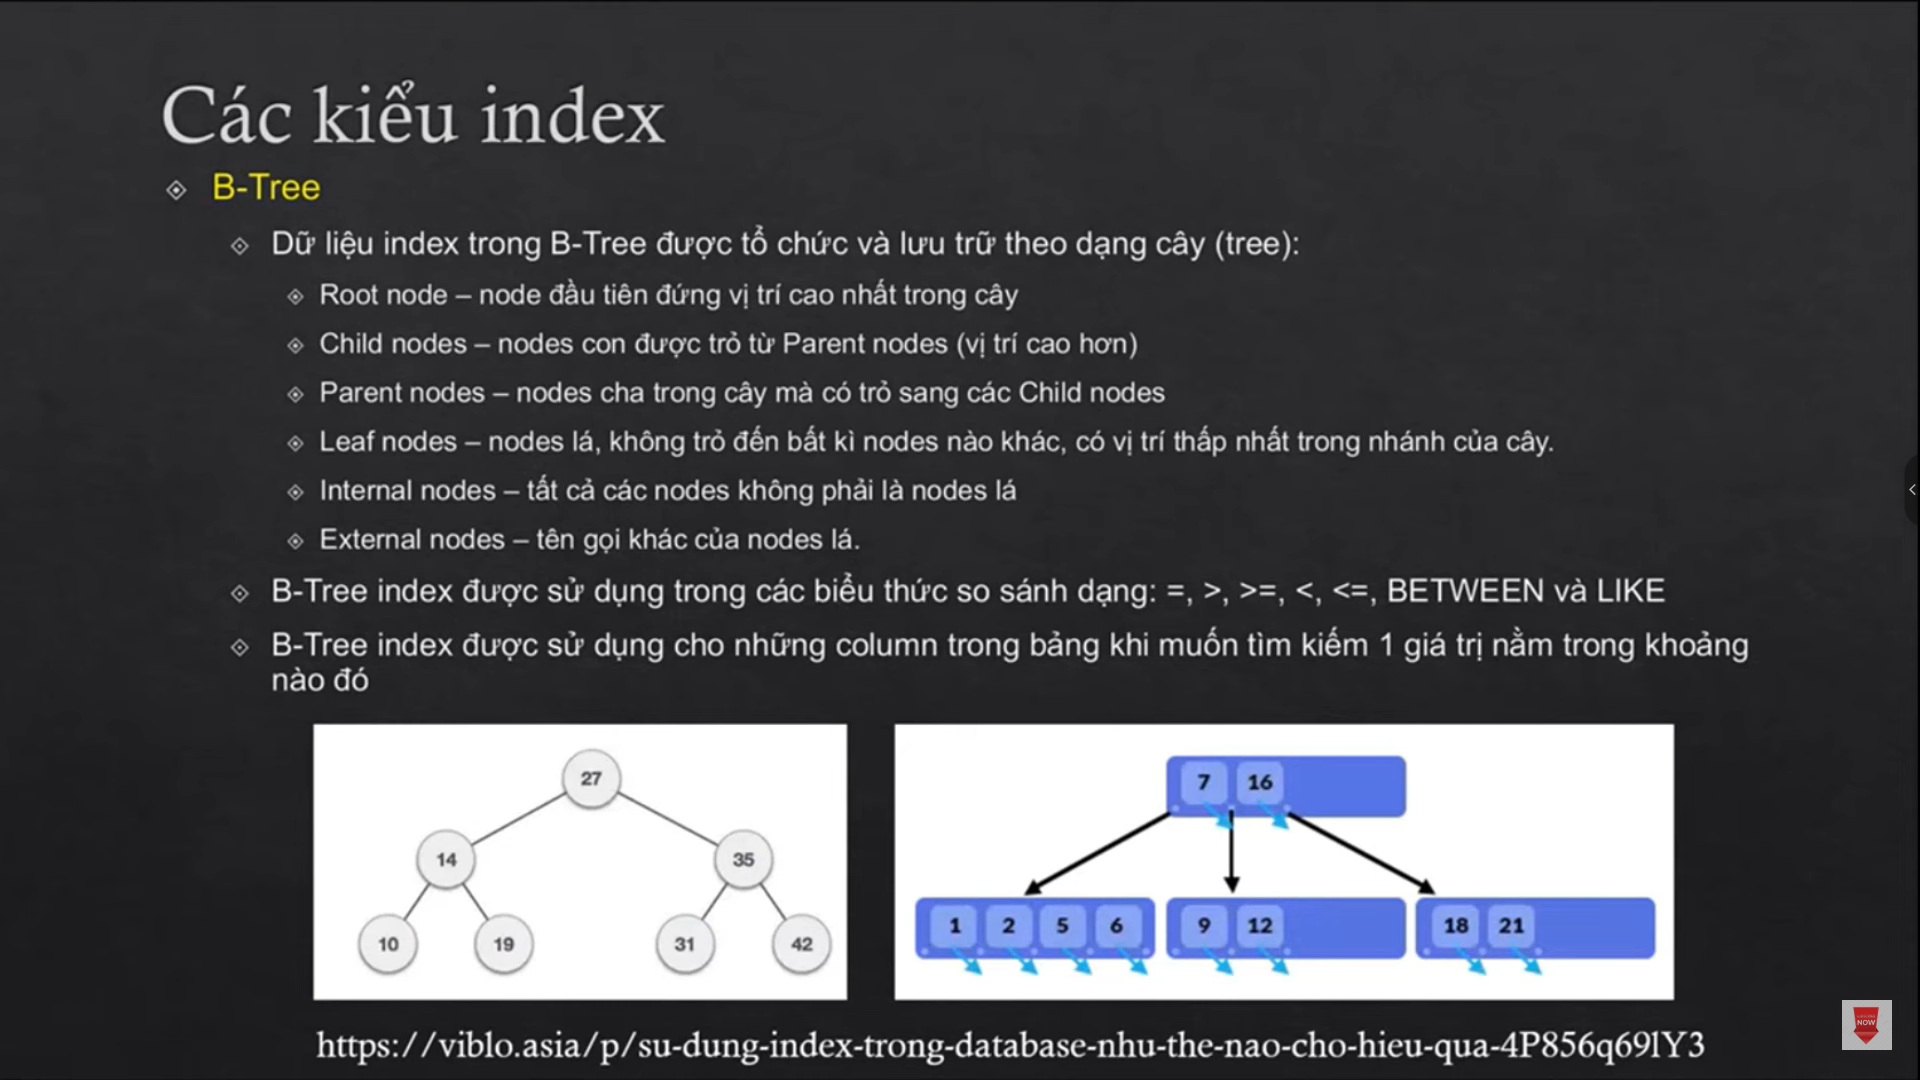 Các kiểu index
B-Tree
Dữ liệu index trong B-Tree được tổ chức và lưu trữ theo dạng cây (tree):
Root node – node đầu tiên đứng vị trí cao nhất trong cây
Child nodes – nodes con được trỏ từ Parent nodes (vị trí cao hơn)
Parent nodes – nodes cha trong cây mà có trỏ sang các Child nodes
Leaf nodes – nodes lá, không trỏ đến bất kì nodes nào khác, có vị trí thấp nhất trong nhánh của cây.
Internal nodes – tất cả các nodes không phải là nodes lá
External nodes – tên gọi khác của nodes lá.
B-Tree index được sử dụng trong các biểu thức so sánh dạng: =, >, >=, <, <=, BETWEEN và LIKE
B-Tree index được sử dụng cho những column trong bảng khi muốn tìm kiếm 1 giá trị nằm trong khoảng
nào đó
27
14 35
10 19 31 42
7 16
1 2 5 6 9 12 18 21
https://viblo.asia/p/su-dung-index-trong-database-nhu-the-nao-cho-hieu-qua-4P856q69lY3
NOW